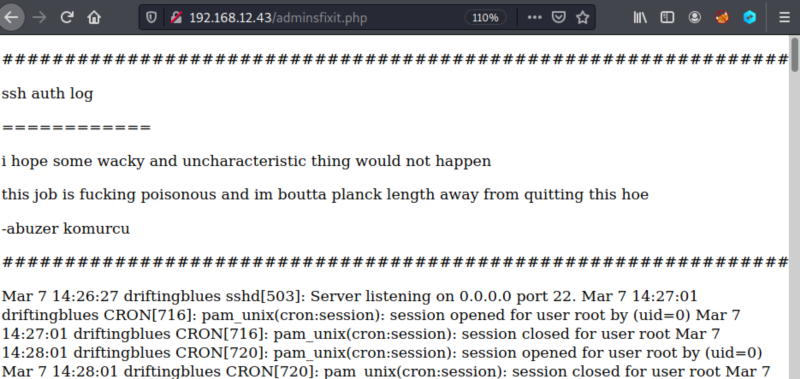 192.168.12.43/adminsfixit.php
110%
##############################################################
ssh auth log
============
i hope some wacky and uncharacteristic thing would not happen
this job is fucking poisonous and im boutta planck length away from quitting this hoe
-abuzer komurcu
##############################################################
Mar 7 14:26:27 driftingblues sshd[503]: Server listening on 0.0.0.0 port 22. Mar 7 14:27:01
driftingblues CRON[716]: pam_unix(cron:session): session opened for user root by (uid=0) Mar 7
14:27:01 driftingblues CRON[716]: pam_unix(cron:session): session closed for user root Mar 7
14:28:01 driftingblues CRON[720]: pam_unix(cron:session): session opened for user root by (uid=0)
Mar 7 14:28:01 driftingblues CRON[720]: pam_unix(cron:session): session closed for user root Mar 7